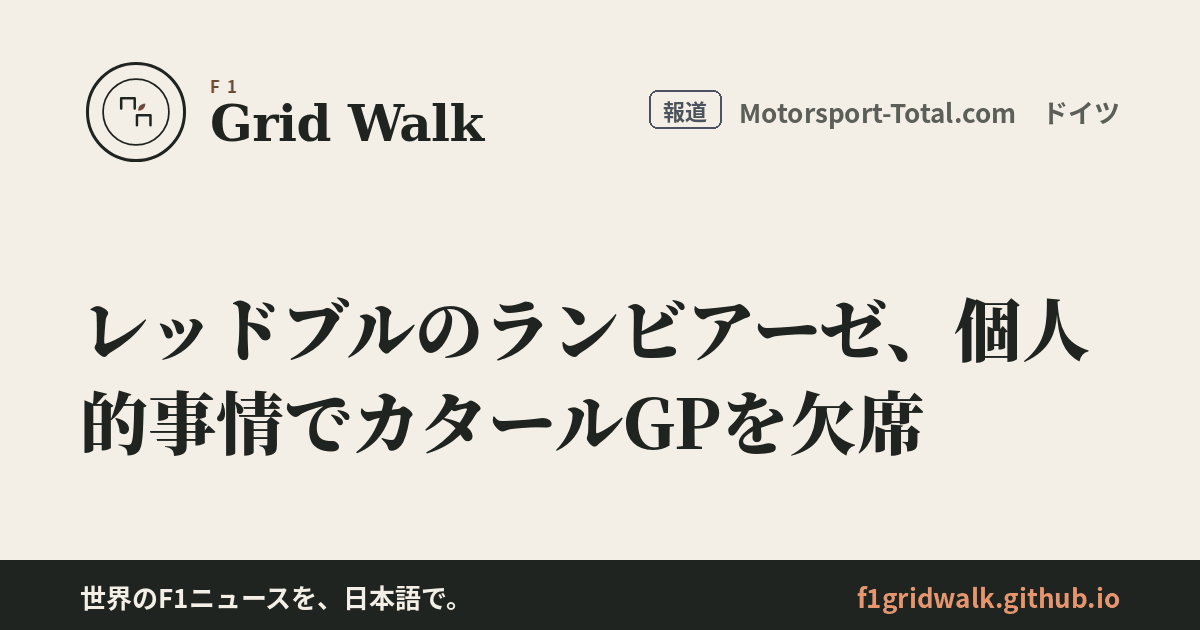 F1
Grid Walk
報道 Motorsport-Total.com ドイツ
レッドブルのランビアーゼ、個人
的事情でカタールGPを欠席
世界のF1ニュースを、日本語で。
f1gridwalk.github.io